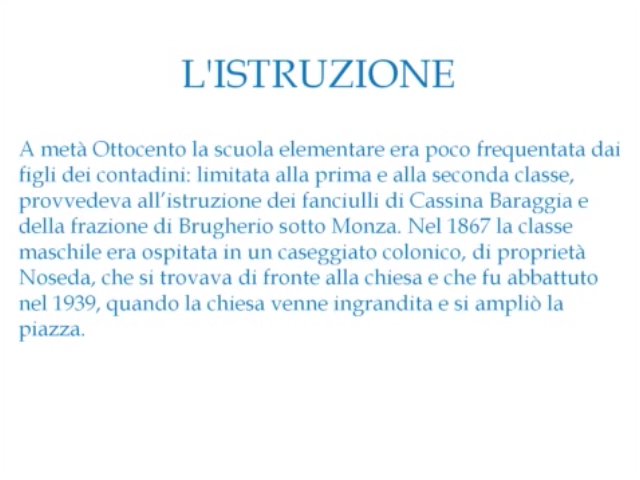 L'ISTRUZIONE
A metà Ottocento la scuola elementare era poco frequentata dai
figli dei contadini: limitata alla prima e alla seconda classe,
provvedeva all’istruzione dei fanciulli di Cassina Baraggia e
della frazione di Brugherio sotto Monza. Nel 1867 la classe
maschile era ospitata in un caseggiato colonico, di proprietà
Noseda, che si trovava di fronte alla chiesa e che fu abbattuto
nel 1939, quando la chiesa venne ingrandita e si ampliò la
piazza.